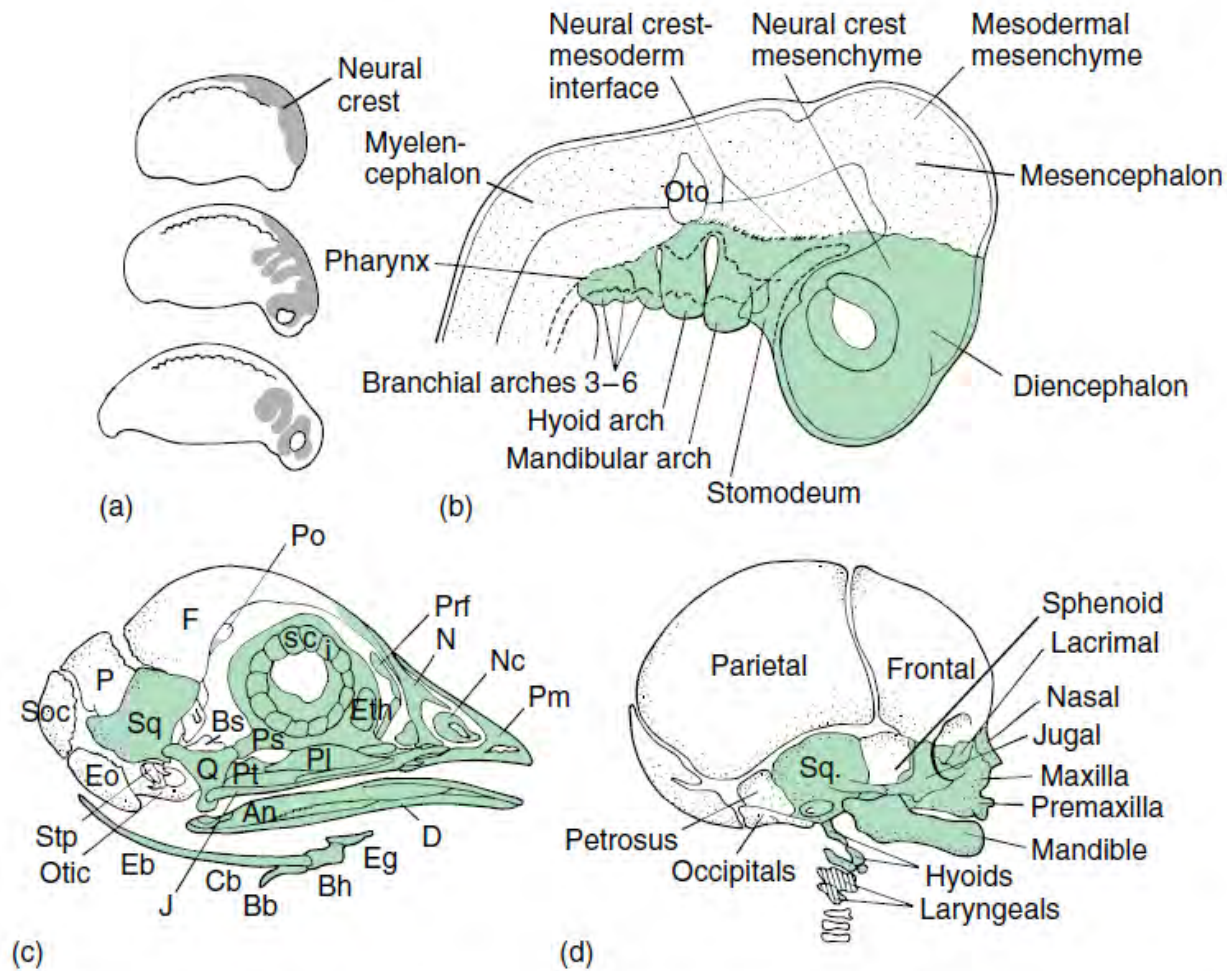 Neural
crest
(a)
Neural crest-
mesoderm
interface
Neural crest
mesenchyme
Mesodermal
mesenchyme
Myelen-
cephalon
Oto
Mesencephalon
Pharynx
Branchial arches 3–6
Hyoid arch
Mandibular arch
Stomodeum
Diencephalon
(b)
Po
F
Prf
N
Nc
Pm
P
Soc
Sq
s c i
Bs
Eth
Ps
Eo
Q
Pt
Pl
An
Stp
Otic
Eb
J
Cb
Bb
Bh
Eg
D
(c)
Parietal
Frontal
Sphenoid
Lacrimal
Nasal
Jugal
Sq.
Maxilla
Premaxilla
Petrosus
Mandible
Occipitals
Hyoids
Laryngeals
(d)